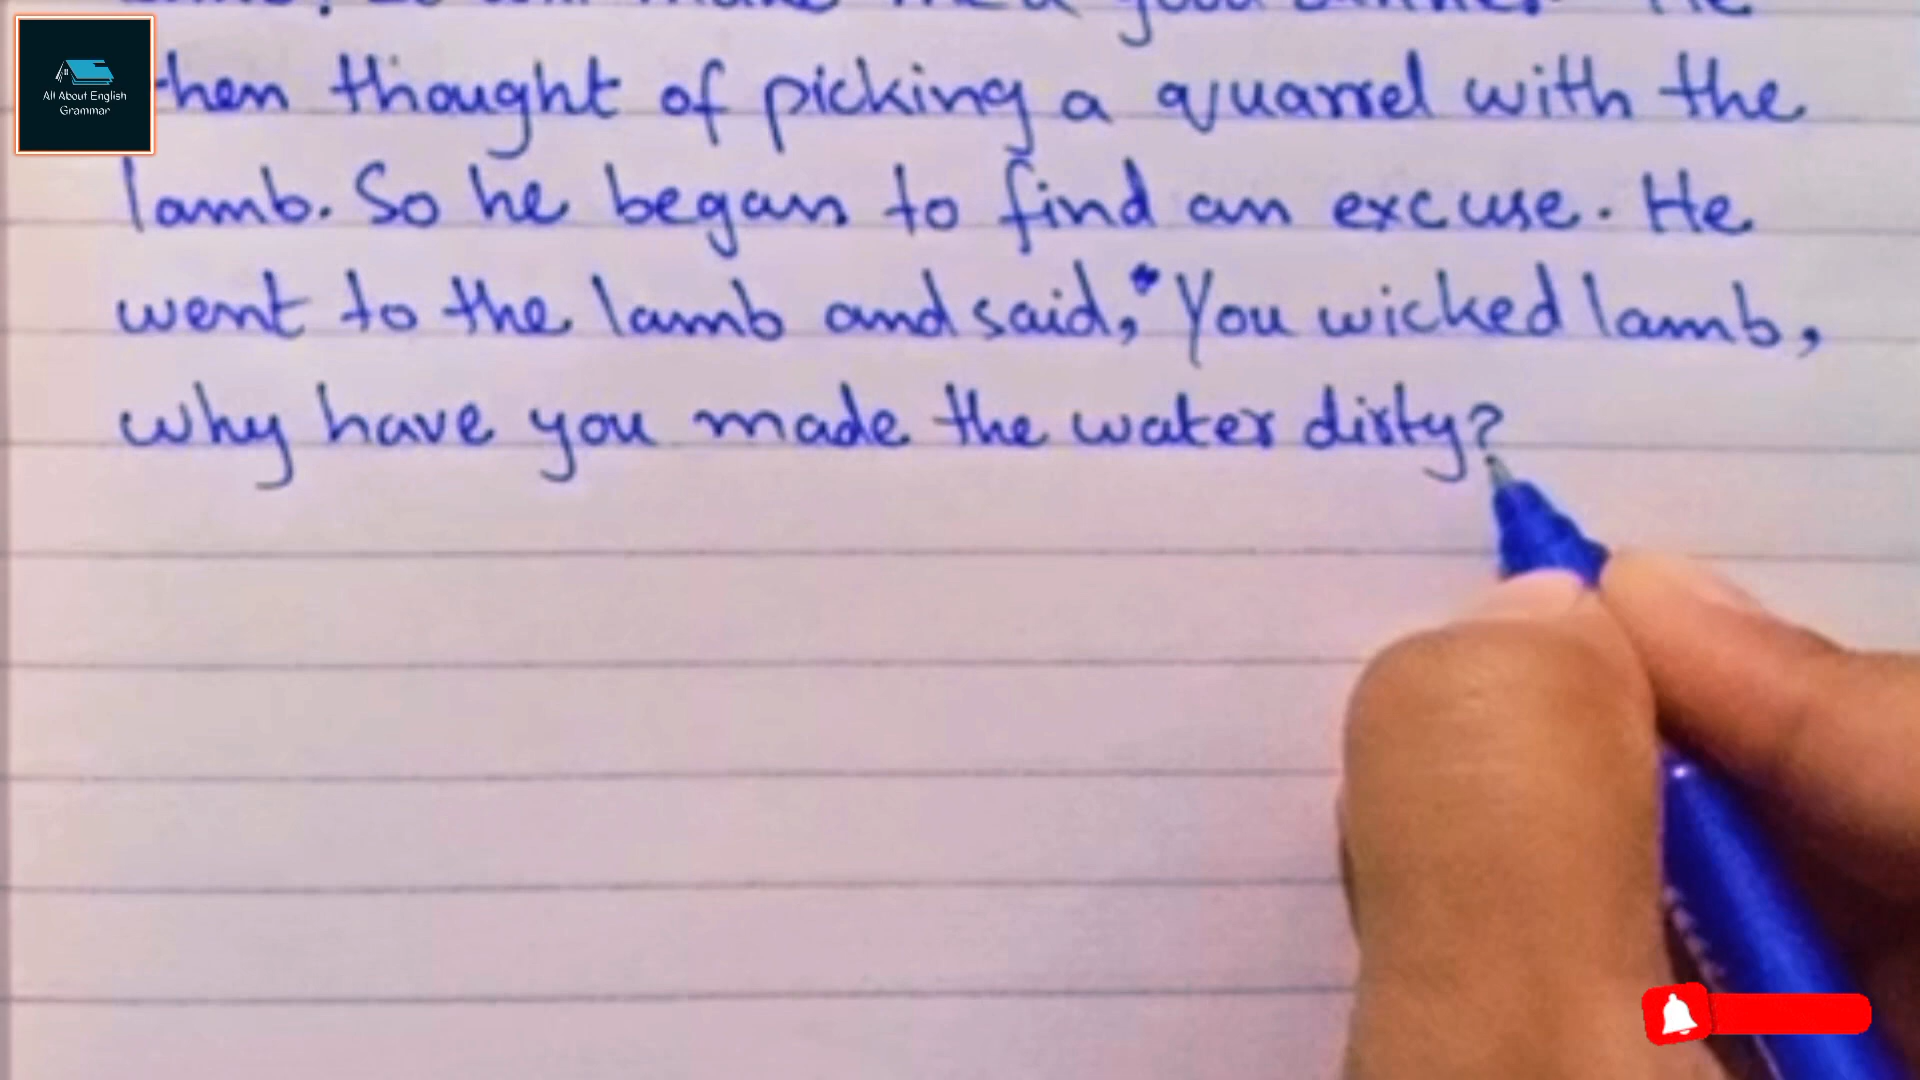 good
All About English
Grammar
then thought of picking a quarrel with the
lamb. So he began to find an excuse. He
went to the lamb and said, "You wicked lamb,
why have you made the water dirty?